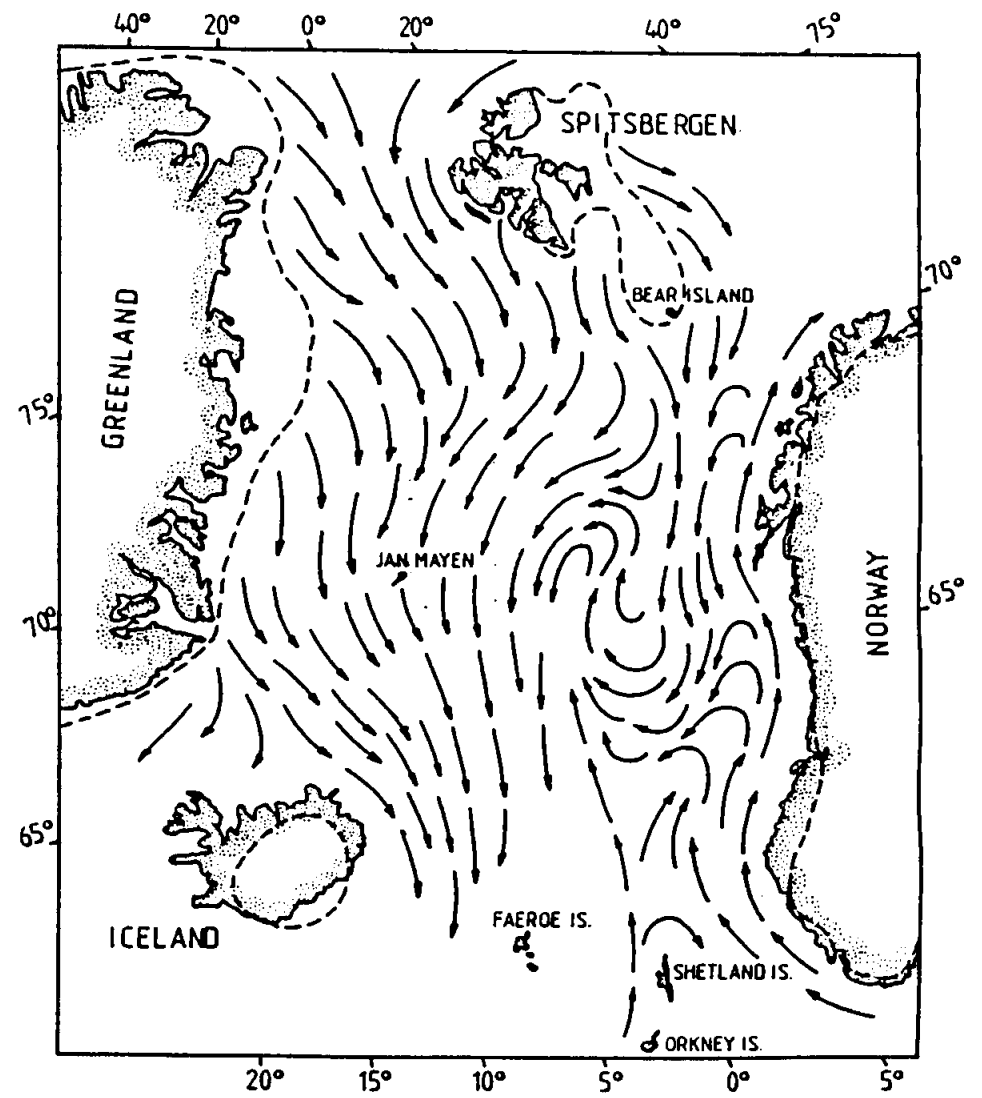 40° 20° 0° 20° 40° 75°
SPITSBERGEN
70°
BEAR ISLAND
GREENLAND
75°
JAN MAYEN
NORWAY
65°
70°
65°
FAEROE IS.
ICELAND
SHETLAND IS.
ORKNEY IS.
20° 15° 10° 5° 0° 5°